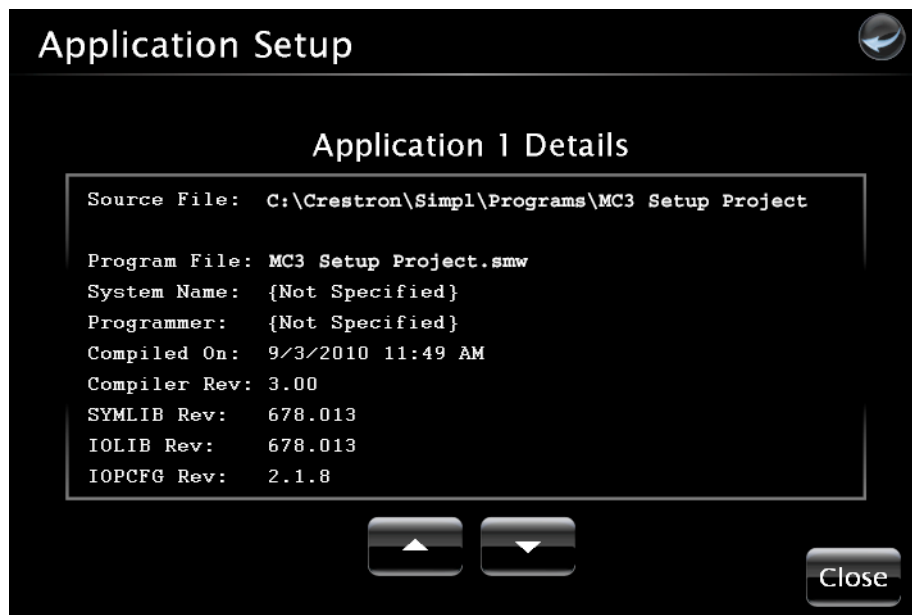 Application Setup
Application 1 Details
Source File: C:\Crestron\Simpl\Programs\MC3 Setup Project
Program File: MC3 Setup Project.smw
System Name: {Not Specified}
Programmer: {Not Specified}
Compiled On: 9/3/2010 11:49 AM
Compiler Rev: 3.00
SYMLIB Rev: 678.013
IOLIB Rev: 678.013
IOPCFG Rev: 2.1.8
Close